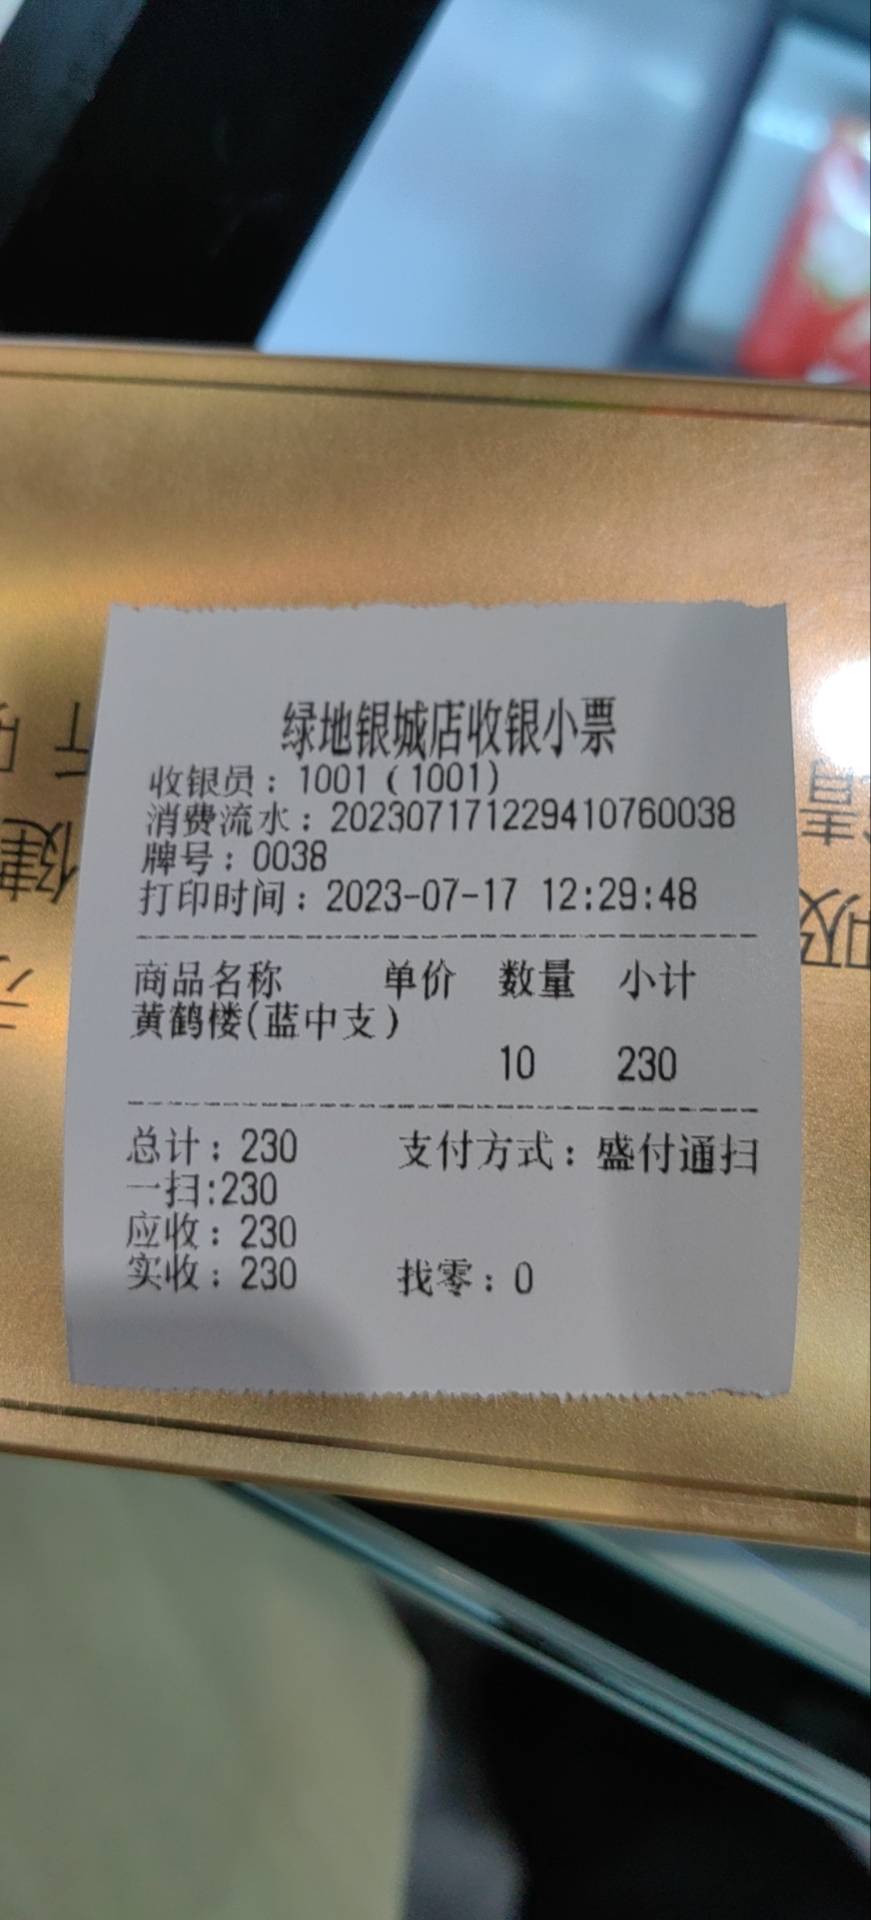 绿地银城店收银小票
收银员：1001（1001）
消费流水：202307171229410760038
牌号：0038
打印时间：2023-07-17 12:29:48
商品名称 单价 数量 小计
黄鹤楼(蓝中支)
10 230
总计：230 支付方式：盛付通扫
一扫:230
应收：230
实收：230 找零：0